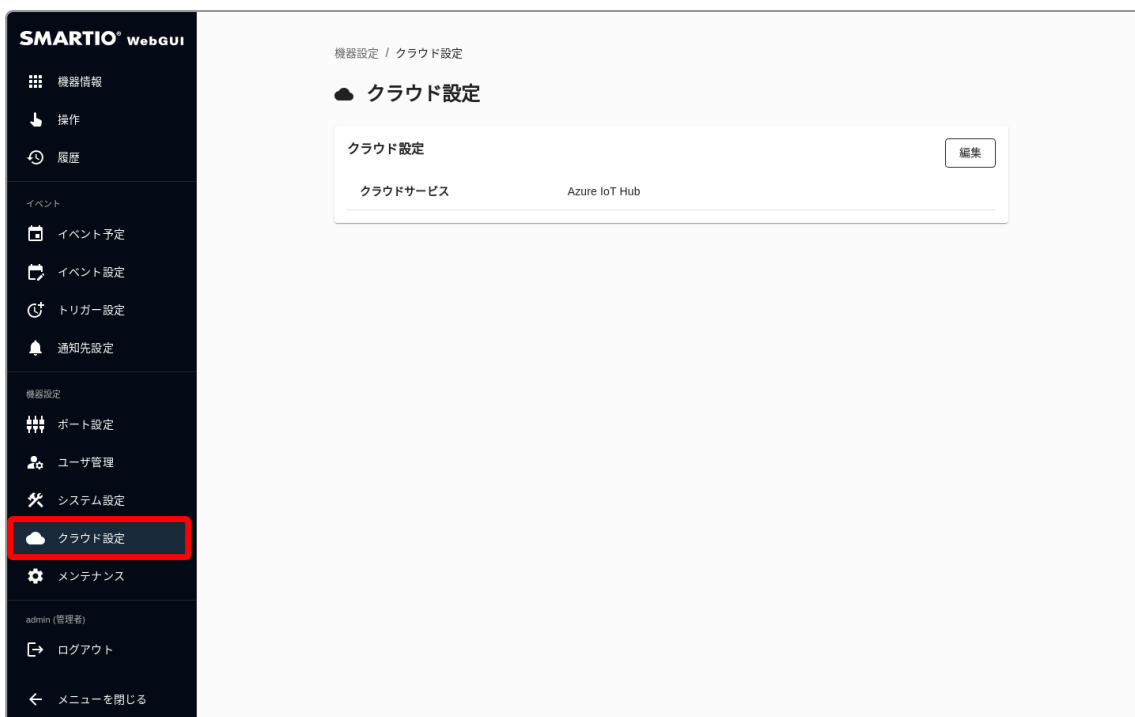 SMARTIO® WebGUI
機器情報
操作
履歴
イベント
イベント予定
イベント設定
トリガー設定
通知先設定
機器設定
ポート設定
ユーザ管理
システム設定
クラウド設定
メンテナンス
admin (管理者)
ログアウト
メニューを閉じる
機器設定 / クラウド設定
クラウド設定
クラウド設定
編集
クラウドサービス Azure IoT Hub